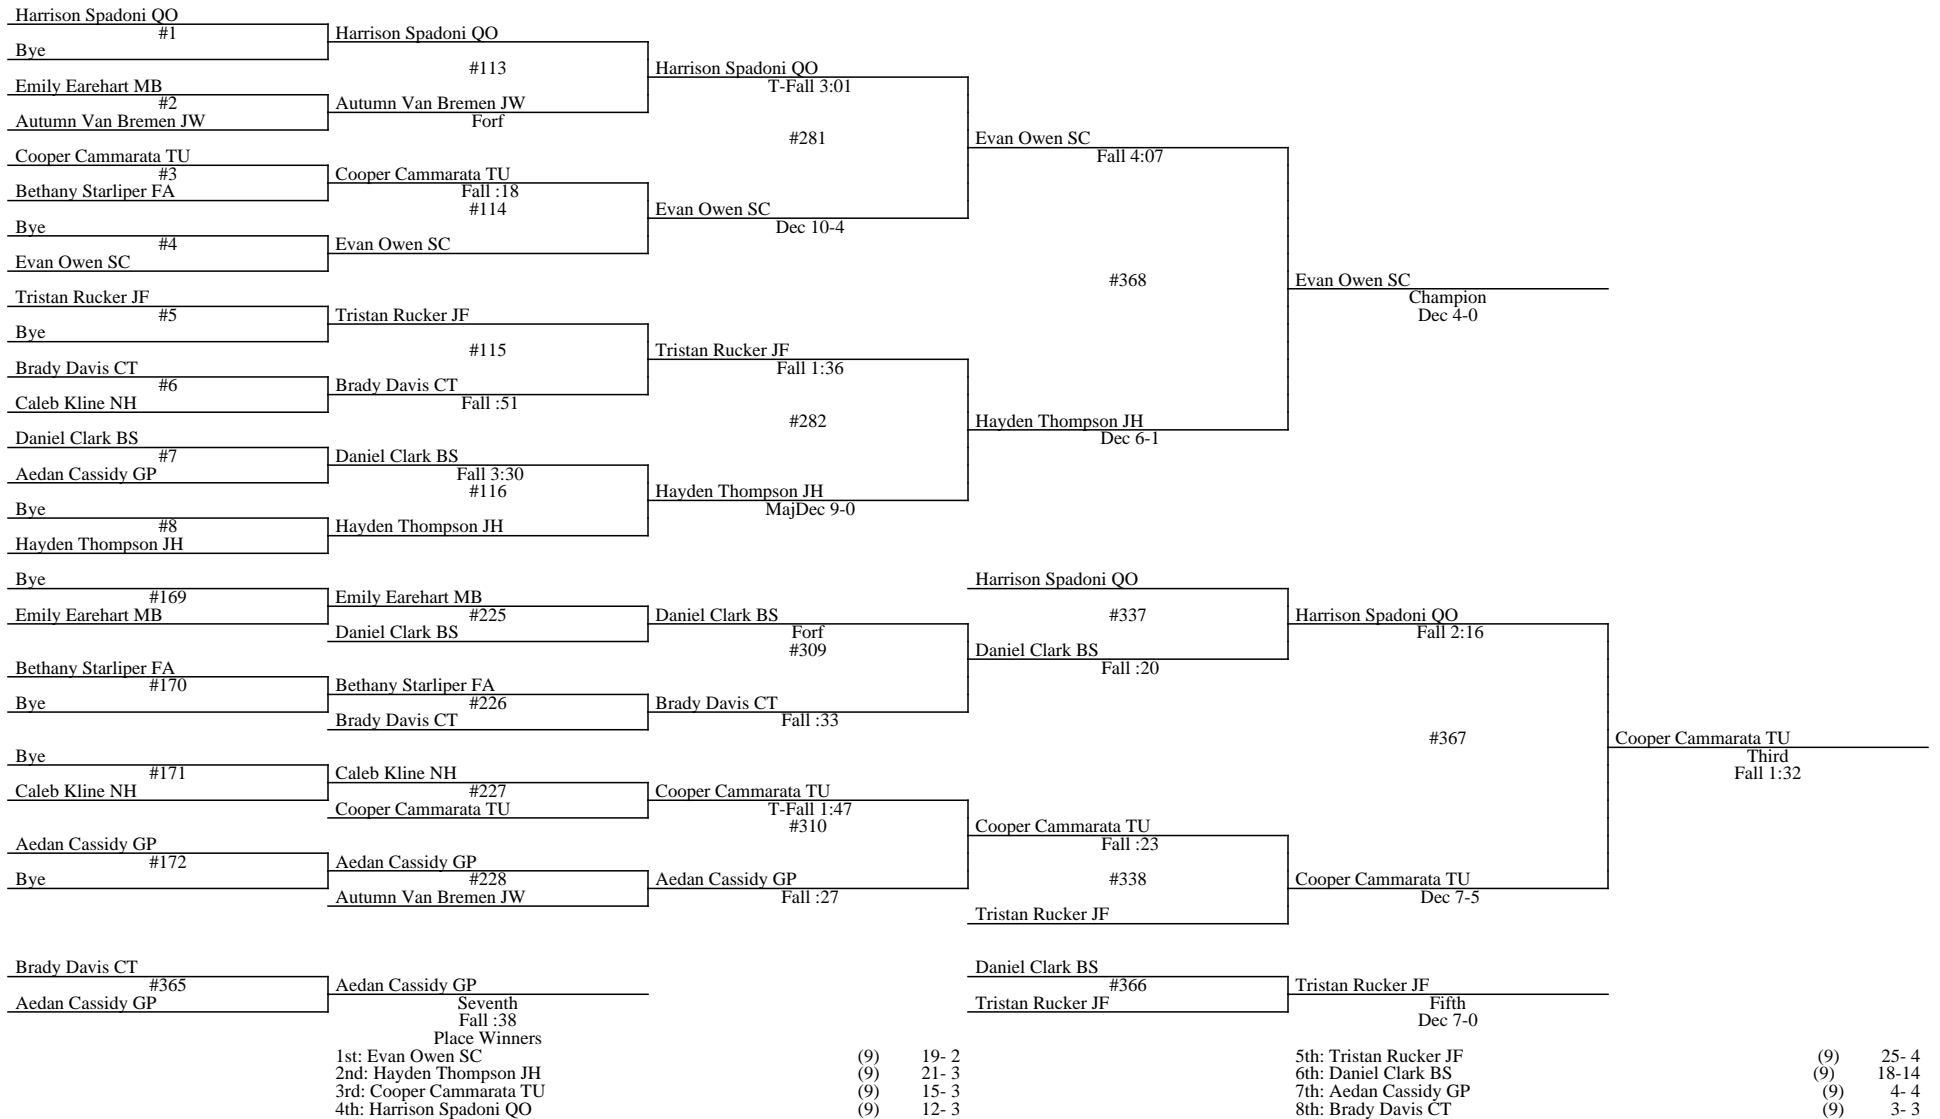 Harrison Spadoni QO
#1
Bye
Harrison Spadoni QO
#113
Emily Earehart MB
#2
Autumn Van Bremen JW
Autumn Van Bremen JW
Forf
Harrison Spadoni QO
T-Fall 3:01
#281
Cooper Cammarata TU
#3
Bethany Starliper FA
Cooper Cammarata TU
Fall :18
#114
Bye
#4
Evan Owen SC
Evan Owen SC
Evan Owen SC
Dec 10-4
Evan Owen SC
Fall 4:07
#368
Tristan Rucker JF
#5
Bye
Tristan Rucker JF
#115
Brady Davis CT
#6
Caleb Kline NH
Brady Davis CT
Fall :51
Tristan Rucker JF
Fall 1:36
#282
Daniel Clark BS
#7
Aedan Cassidy GP
Daniel Clark BS
Fall 3:30
#116
Bye
#8
Hayden Thompson JH
Hayden Thompson JH
Hayden Thompson JH
MajDec 9-0
Hayden Thompson JH
Dec 6-1
Evan Owen SC
Champion
Dec 4-0
Bye
#169
Emily Earehart MB
Emily Earehart MB
#225
Daniel Clark BS
Daniel Clark BS
Forf
#309
Bethany Starliper FA
#170
Bye
Bethany Starliper FA
#226
Brady Davis CT
Brady Davis CT
Fall :33
Harrison Spadoni QO
#337
Daniel Clark BS
Fall :20
Harrison Spadoni QO
Fall 2:16
#367
Bye
#171
Caleb Kline NH
Caleb Kline NH
#227
Cooper Cammarata TU
Cooper Cammarata TU
T-Fall 1:47
#310
Aedan Cassidy GP
#172
Bye
Aedan Cassidy GP
#228
Autumn Van Bremen JW
Aedan Cassidy GP
Fall :27
Cooper Cammarata TU
Fall :23
#338
Tristan Rucker JF
Cooper Cammarata TU
Dec 7-5
Cooper Cammarata TU
Third
Fall 1:32
Brady Davis CT
#365
Aedan Cassidy GP
Aedan Cassidy GP
Seventh
Fall :38
Daniel Clark BS
#366
Tristan Rucker JF
Tristan Rucker JF
Fifth
Dec 7-0
Place Winners
1st: Evan Owen SC (9) 19- 2
2nd: Hayden Thompson JH (9) 21- 3
3rd: Cooper Cammarata TU (9) 15- 3
4th: Harrison Spadoni QO (9) 12- 3
5th: Tristan Rucker JF (9) 25- 4
6th: Daniel Clark BS (9) 18-14
7th: Aedan Cassidy GP (9) 4- 4
8th: Brady Davis CT (9) 3- 3